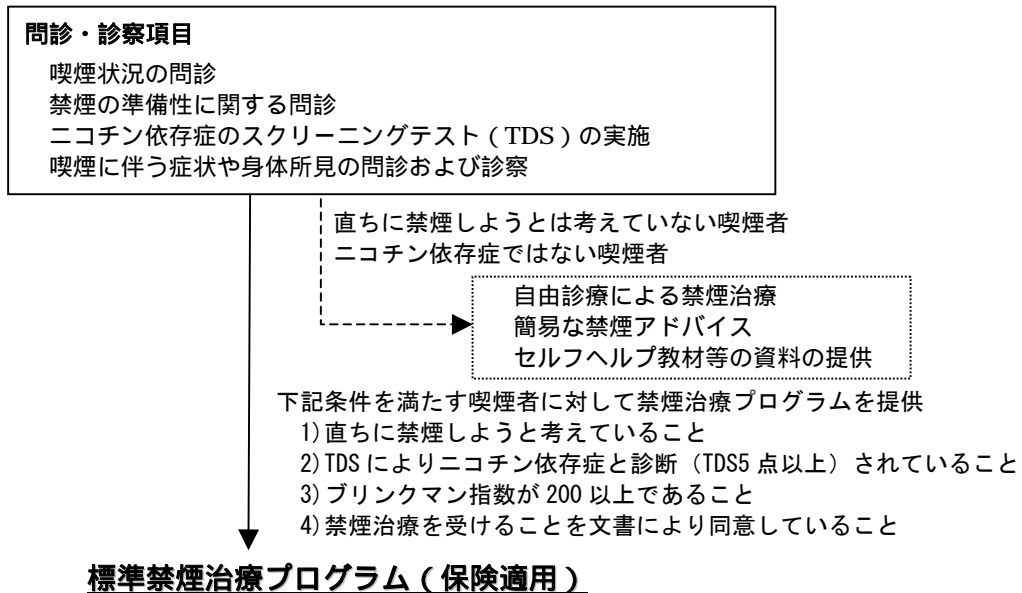 問診・診察項目
喫煙状況の問診
禁煙の準備性に関する問診
ニコチン依存症のスクリーニングテスト(TDS)の実施
喫煙に伴う症状や身体所見の問診および診察
直ちに禁煙しようとは考えていない喫煙者
ニコチン依存症ではない喫煙者
自由診療による禁煙治療
簡易な禁煙アドバイス
セルフヘルプ教材等の資料の提供
下記条件を満たす喫煙者に対して禁煙治療プログラムを提供
1)直ちに禁煙しようと考えていること
2)TDSによりニコチン依存症と診断(TDS5点以上)されていること
3)ブリンクマン指数が200以上であること
4)禁煙治療を受けることを文書により同意していること
標準禁煙治療プログラム(保険適用)